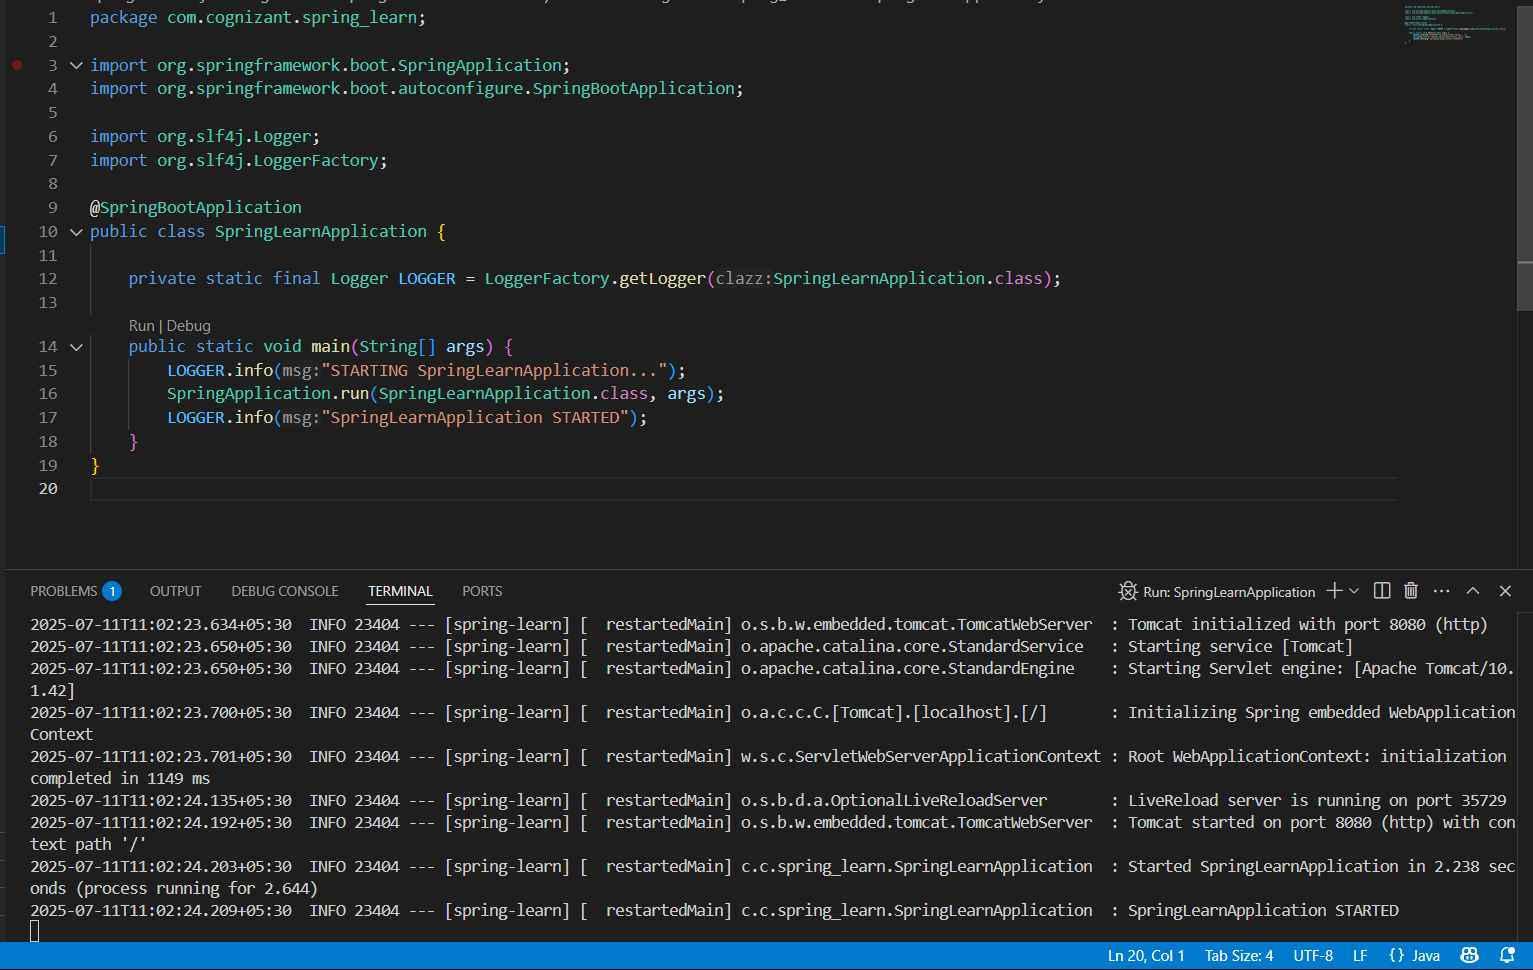 1 package com.cognizant.spring_learn;
2
3 import org.springframework.boot.SpringApplication;
4 import org.springframework.boot.autoconfigure.SpringBootApplication;
5
6 import org.slf4j.Logger;
7 import org.slf4j.LoggerFactory;
8
9 @SpringBootApplication
10 public class SpringLearnApplication {
11
12 private static final Logger LOGGER = LoggerFactory.getLogger(clazz:SpringLearnApplication.class);
13
Run | Debug
14 public static void main(String[] args) {
15 LOGGER.info(msg:"STARTING SpringLearnApplication...");
16 SpringApplication.run(SpringLearnApplication.class, args);
17 LOGGER.info(msg:"SpringLearnApplication STARTED");
18 }
19 }
20
PROBLEMS 1 OUTPUT DEBUG CONSOLE TERMINAL PORTS Run: SpringLearnApplication
2025-07-11T11:02:23.634+05:30 INFO 23404 --- [spring-learn] [ restartedMain] o.s.b.w.embedded.tomcat.TomcatWebServer : Tomcat initialized with port 8080 (http)
2025-07-11T11:02:23.650+05:30 INFO 23404 --- [spring-learn] [ restartedMain] o.apache.catalina.core.StandardService : Starting service [Tomcat]
2025-07-11T11:02:23.650+05:30 INFO 23404 --- [spring-learn] [ restartedMain] o.apache.catalina.core.StandardEngine : Starting Servlet engine: [Apache Tomcat/10.
1.42]
2025-07-11T11:02:23.700+05:30 INFO 23404 --- [spring-learn] [ restartedMain] o.a.c.c.C.[Tomcat].[localhost].[/] : Initializing Spring embedded WebApplication
Context
2025-07-11T11:02:23.701+05:30 INFO 23404 --- [spring-learn] [ restartedMain] w.s.c.ServletWebServerApplicationContext : Root WebApplicationContext: initialization
completed in 1149 ms
2025-07-11T11:02:24.135+05:30 INFO 23404 --- [spring-learn] [ restartedMain] o.s.b.d.a.OptionalLiveReloadServer : LiveReload server is running on port 35729
2025-07-11T11:02:24.192+05:30 INFO 23404 --- [spring-learn] [ restartedMain] o.s.b.w.embedded.tomcat.TomcatWebServer : Tomcat started on port 8080 (http) with con
text path '/'
2025-07-11T11:02:24.203+05:30 INFO 23404 --- [spring-learn] [ restartedMain] c.c.spring_learn.SpringLearnApplication : Started SpringLearnApplication in 2.238 sec
onds (process running for 2.644)
2025-07-11T11:02:24.209+05:30 INFO 23404 --- [spring-learn] [ restartedMain] c.c.spring_learn.SpringLearnApplication : SpringLearnApplication STARTED
Ln 20, Col 1 Tab Size: 4 UTF-8 LF {} Java